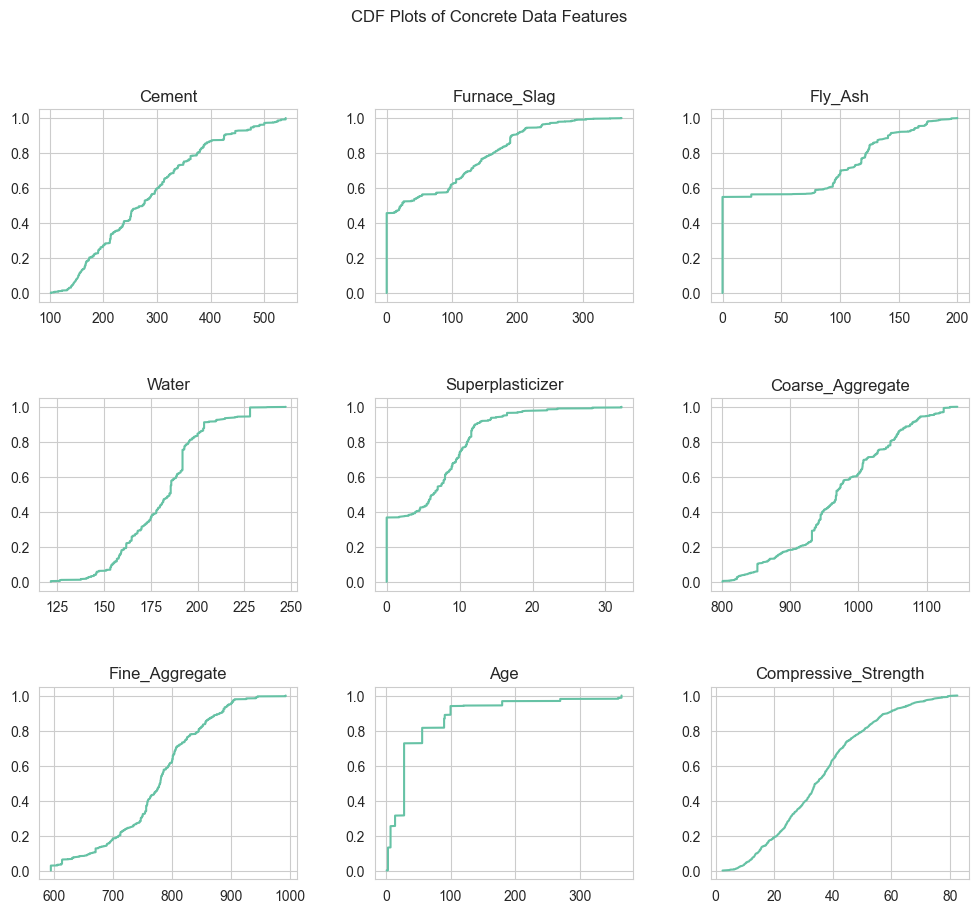 CDF Plots of Concrete Data Features
Cement
Furnace_Slag
Fly_Ash
1.0
0.8
0.6
0.4
0.2
0.0
100 200 300 400 500
1.0
0.8
0.6
0.4
0.2
0.0
0 100 200 300
1.0
0.8
0.6
0.4
0.2
0.0
0 50 100 150 200
Water
Superplasticizer
Coarse_Aggregate
1.0
0.8
0.6
0.4
0.2
0.0
125 150 175 200 225 250
1.0
0.8
0.6
0.4
0.2
0.0
0 10 20 30
1.0
0.8
0.6
0.4
0.2
0.0
800 900 1000 1100
Fine_Aggregate
Age
Compressive_Strength
1.0
0.8
0.6
0.4
0.2
0.0
600 700 800 900 1000
1.0
0.8
0.6
0.4
0.2
0.0
0 100 200 300
1.0
0.8
0.6
0.4
0.2
0.0
0 20 40 60 80